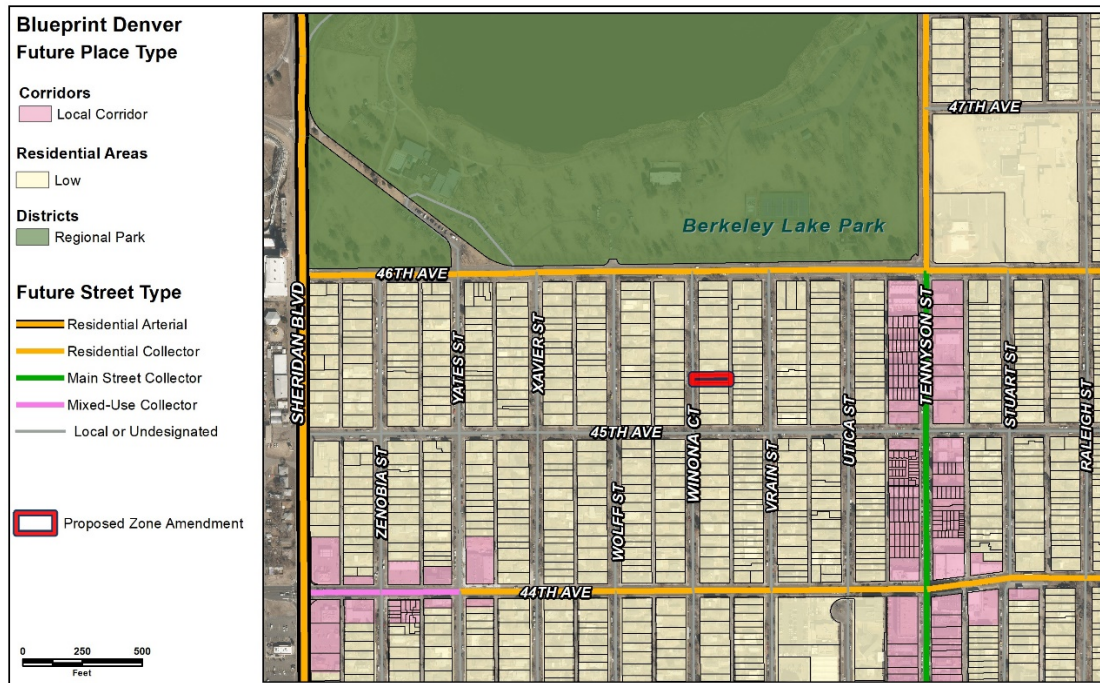 Blueprint Denver
Future Place Type
Corridors
Local Corridor
Residential Areas
Low
Districts
Regional Park
Future Street Type
Residential Arterial
Residential Collector
Main Street Collector
Mixed-Use Collector
Local or Undesignated
Proposed Zone Amendment
0 250 500
Feet
47TH AVE
Berkeley Lake Park
46TH AVE
SHERIDAN BLVD
YATES ST
XAVIER ST
TENNYSON ST
STUART ST
RALEIGH ST
WINONA CT
UTICA ST
45TH AVE
ZENOBIA ST
WOLFF ST
VRAIN ST
44TH AVE